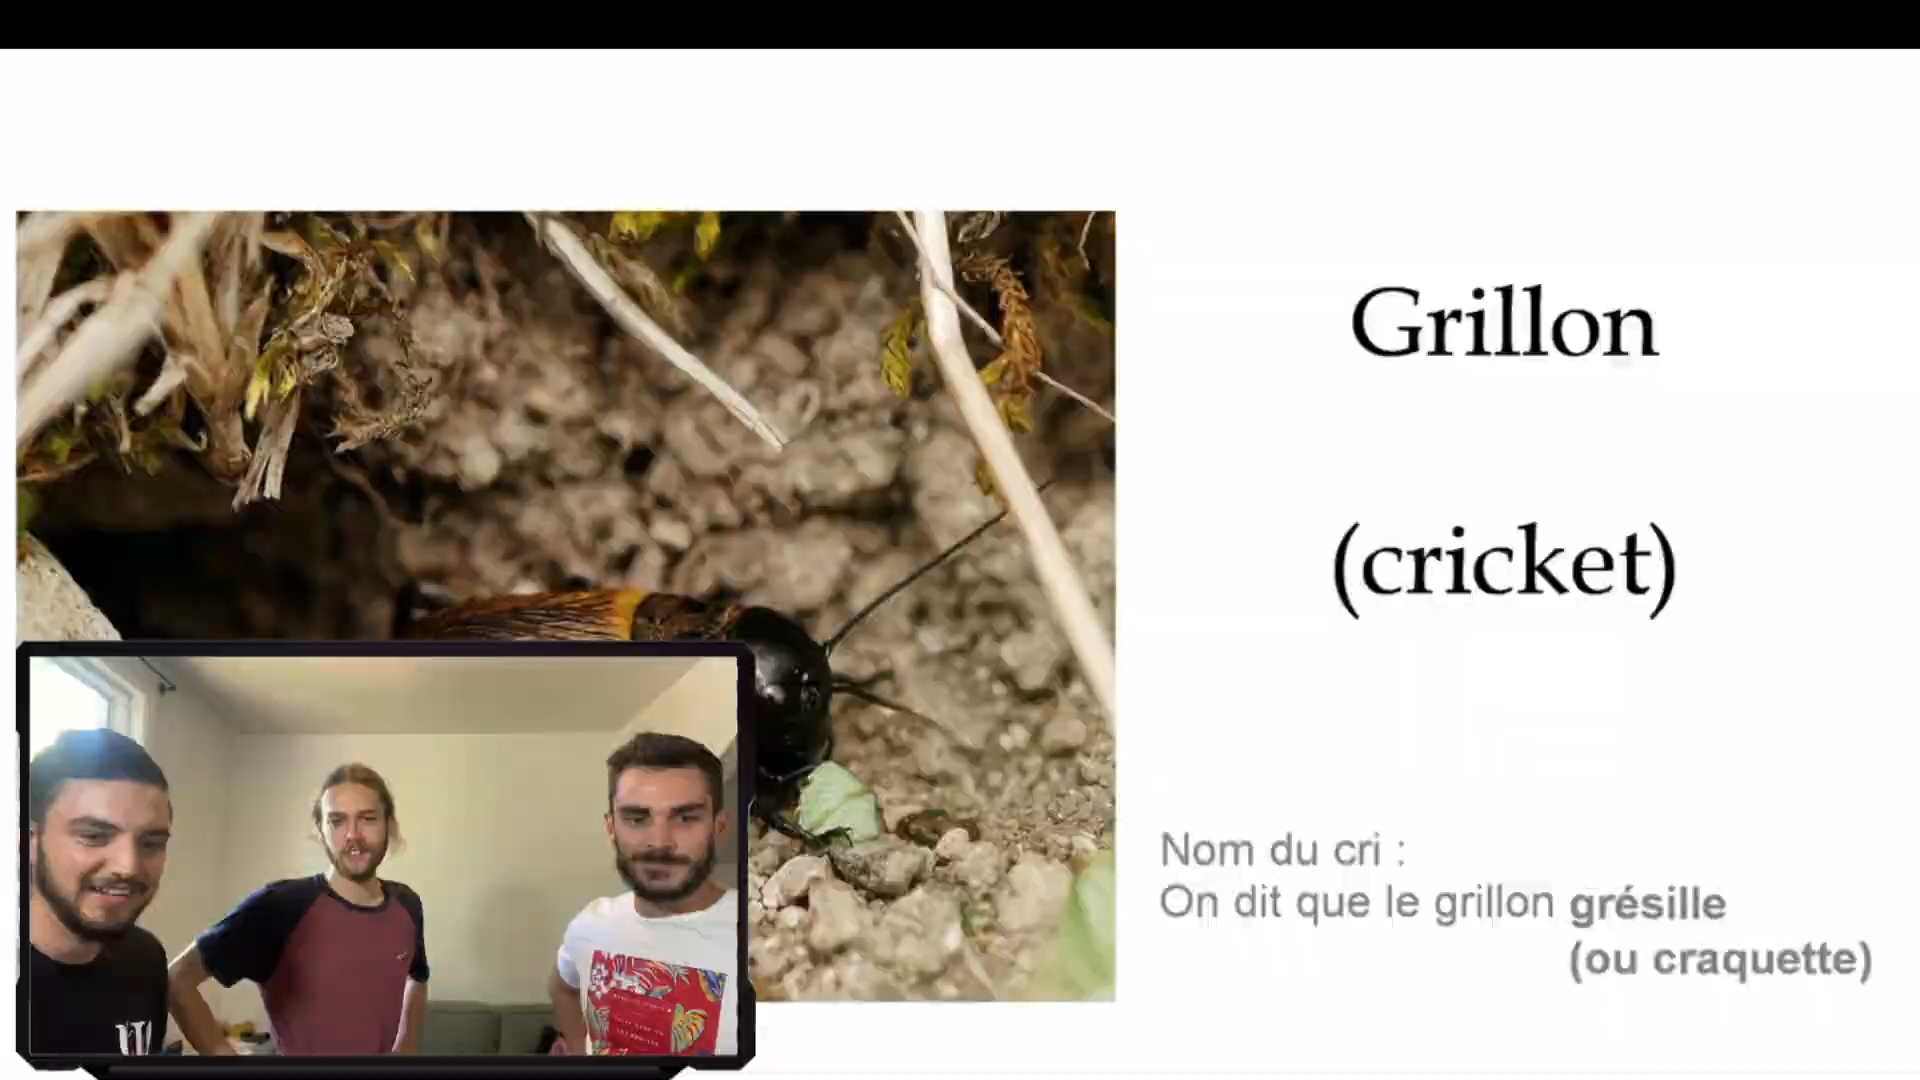 Grillon
(cricket)
Nom du cri :
On dit que le grillon grésille
(ou craquette)